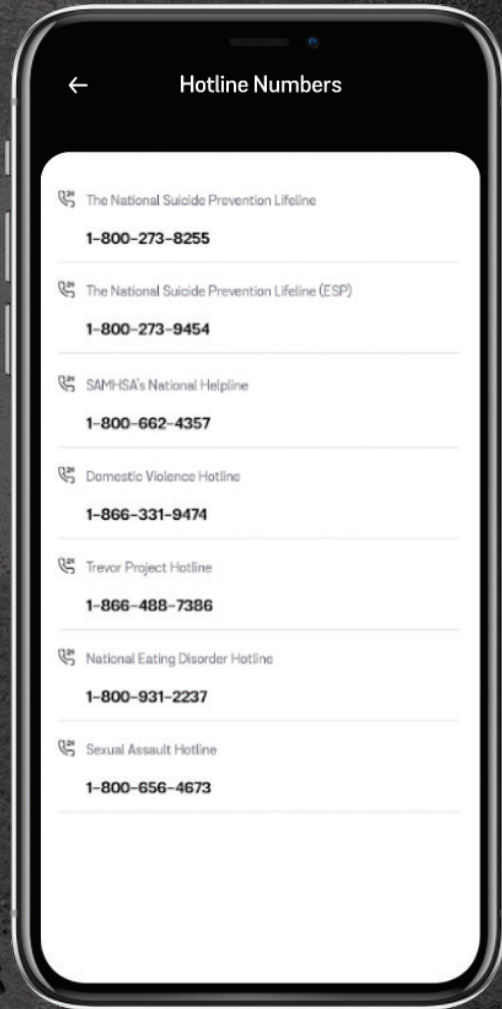 Hotline Numbers
The National Suicide Prevention Lifeline
1-800-273-8255
The National Suicide Prevention Lifeline (ESP)
1-800-273-9454
SAMHSA's National Helpline
1-800-662-4357
Domestic Violence Hotline
1-866-331-9474
Trevor Project Hotline
1-866-488-7386
National Eating Disorder Hotline
1-800-931-2237
Sexual Assault Hotline
1-800-656-4673